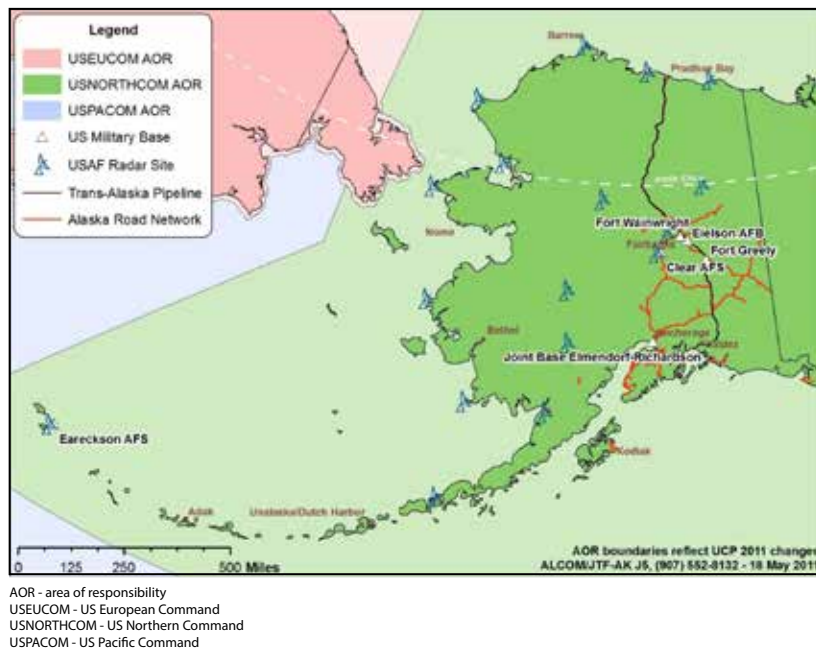 Legend
USEUCOM AOR
USNORTHCOM AOR
USPACOM AOR
US Military Base
USAF Radar Site
Trans-Alaska Pipeline
Alaska Road Network
Barrow
Prudhoe Bay
Nome
Fort Wainwright
Eielson AFB
Fairbanks
Fort Greely
Clear AFS
Bethel
Anchorage
Valdez
Joint Base Elmendorf-Richardson
Eareckson AFS
Kodiak
Adak
Unalaska/Dutch Harbor
0 125 250 500 Miles
AOR boundaries reflect UCP 2011 changes
ALCOM/JTF-AK J5, (907) 552-8132 - 18 May 2011
AOR - area of responsibility
USEUCOM - US European Command
USNORTHCOM - US Northern Command
USPACOM - US Pacific Command